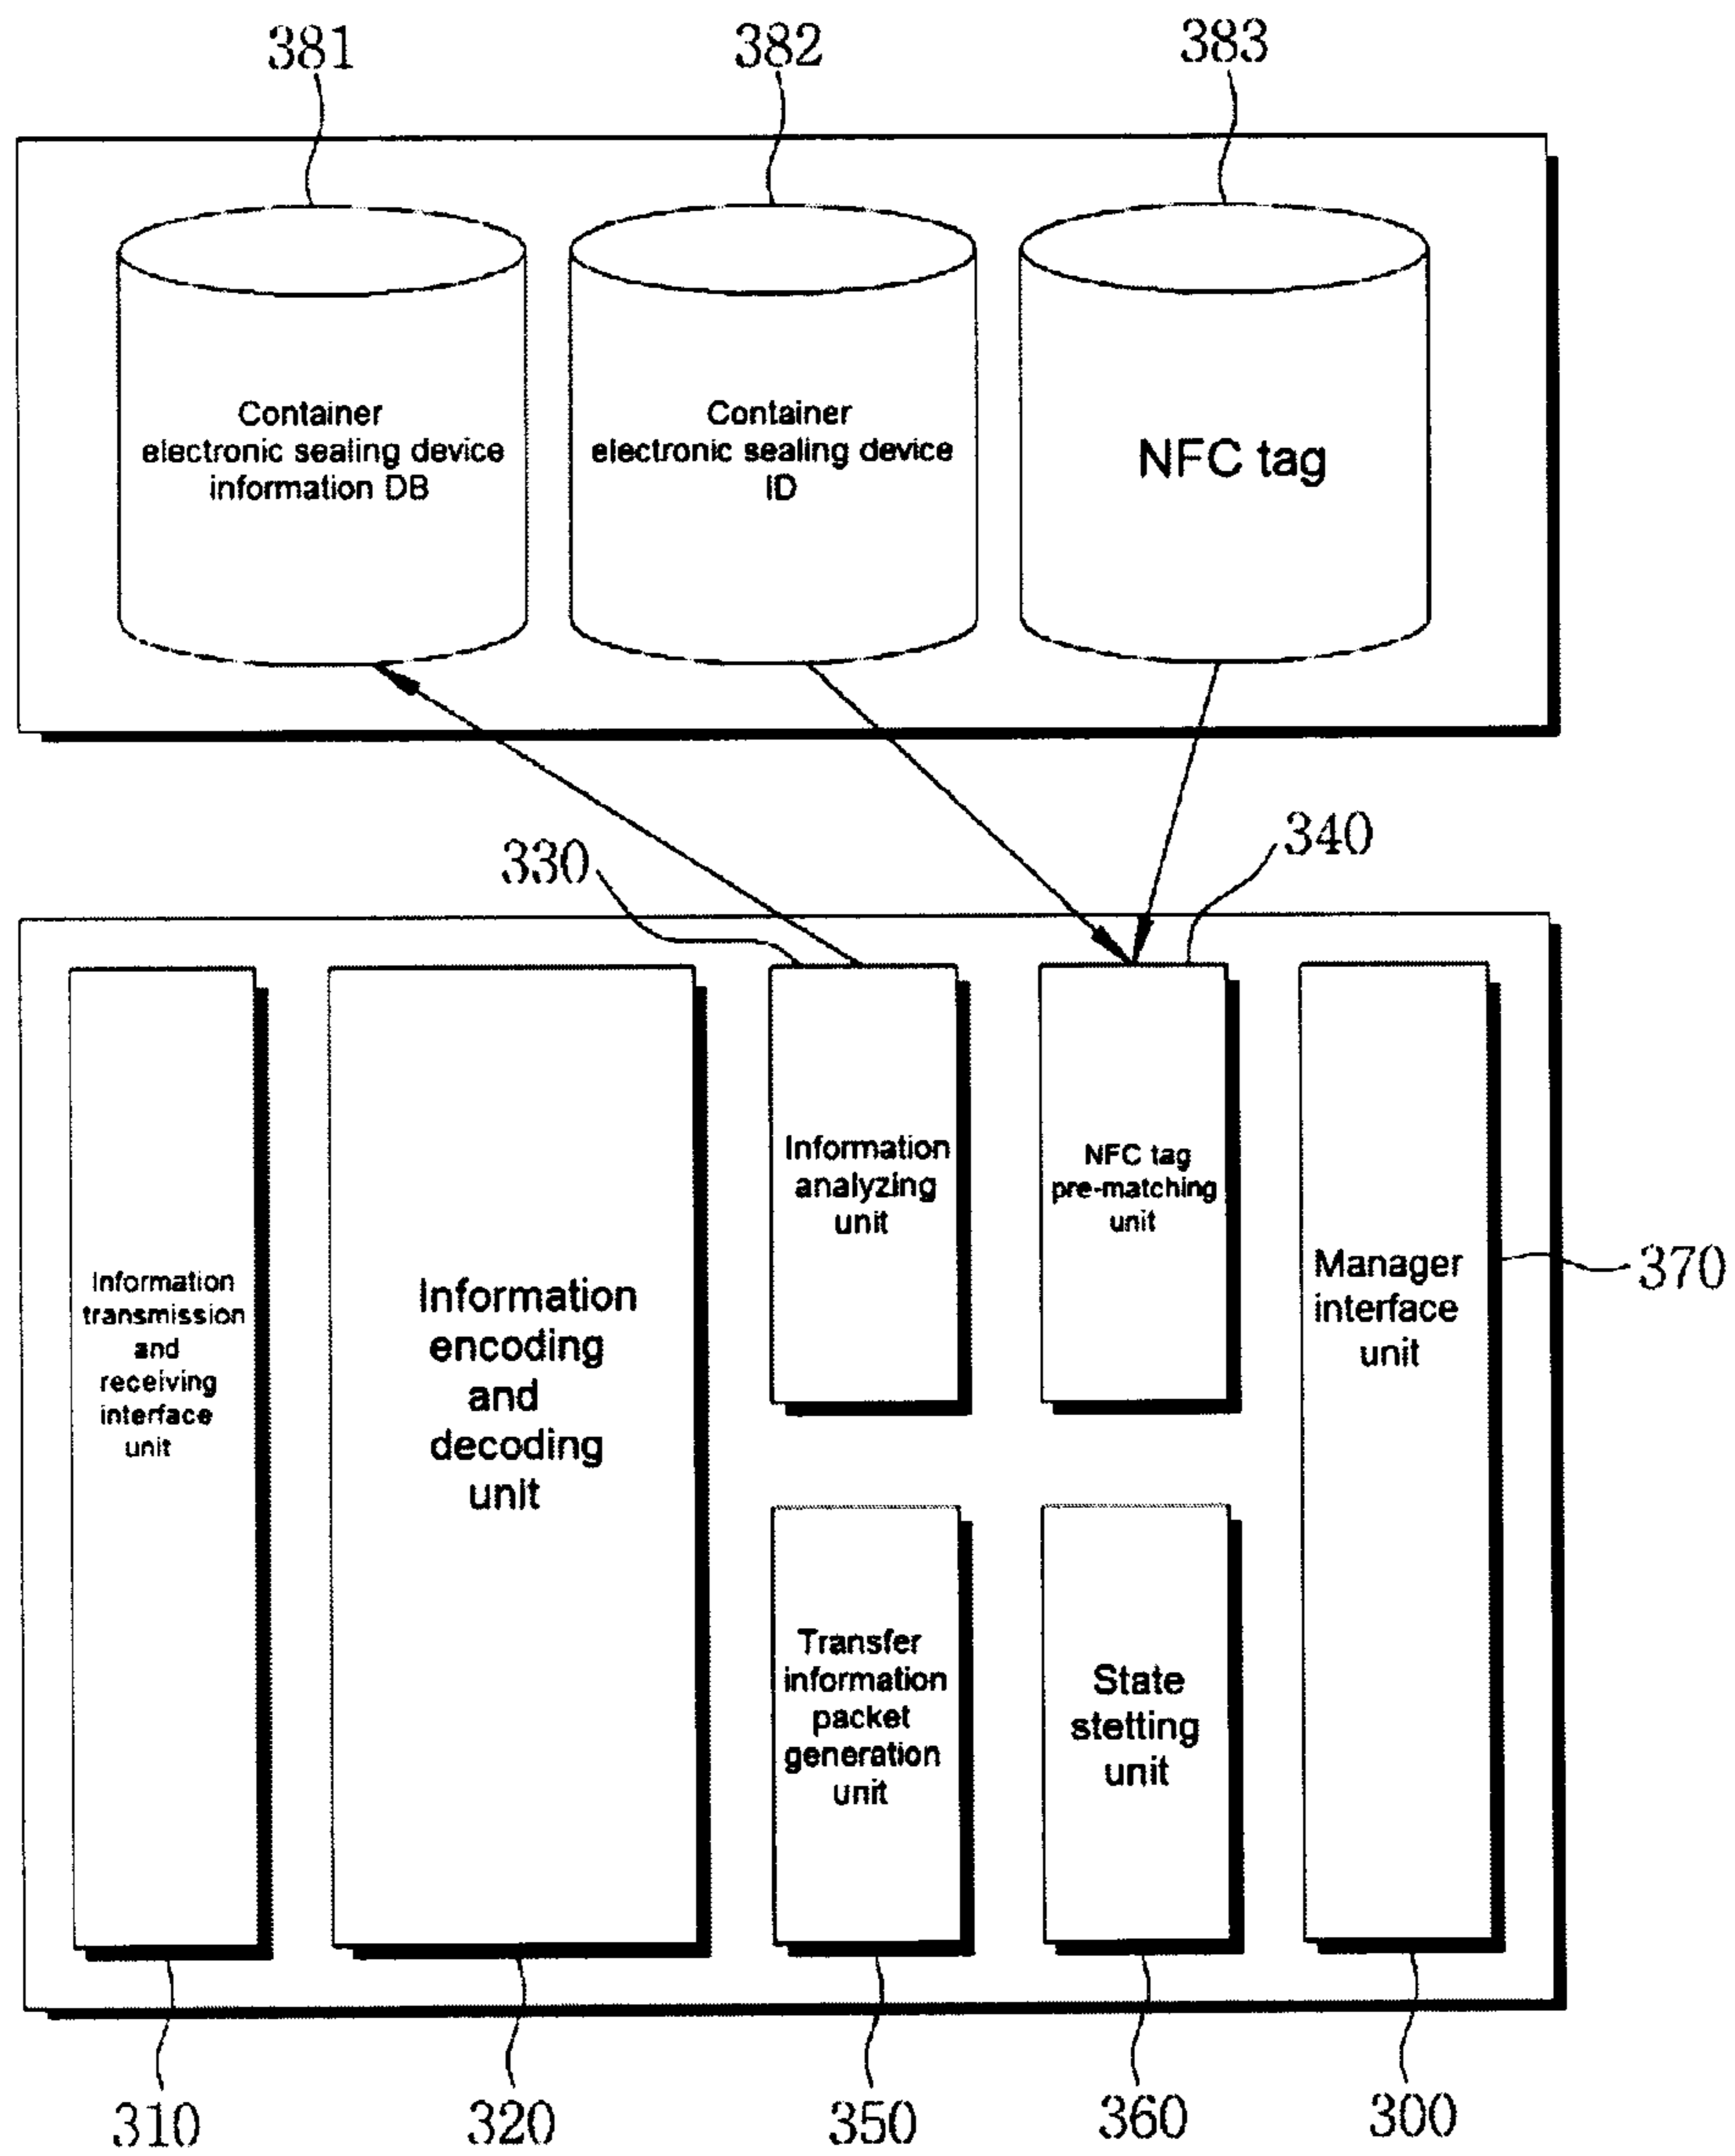 381
382
383
Container
electronic sealing device
information DB
Container
electronic sealing device
ID
NFC tag
330
340
Information
transmission
and
receiving
interface
unit
Information
encoding
and
decoding
unit
Information
analyzing
unit
NFC tag
pre-matching
unit
Manager
interface
unit
370
Transfer
information
packet
generation
unit
State
stetting
unit
310
320
350
360
300